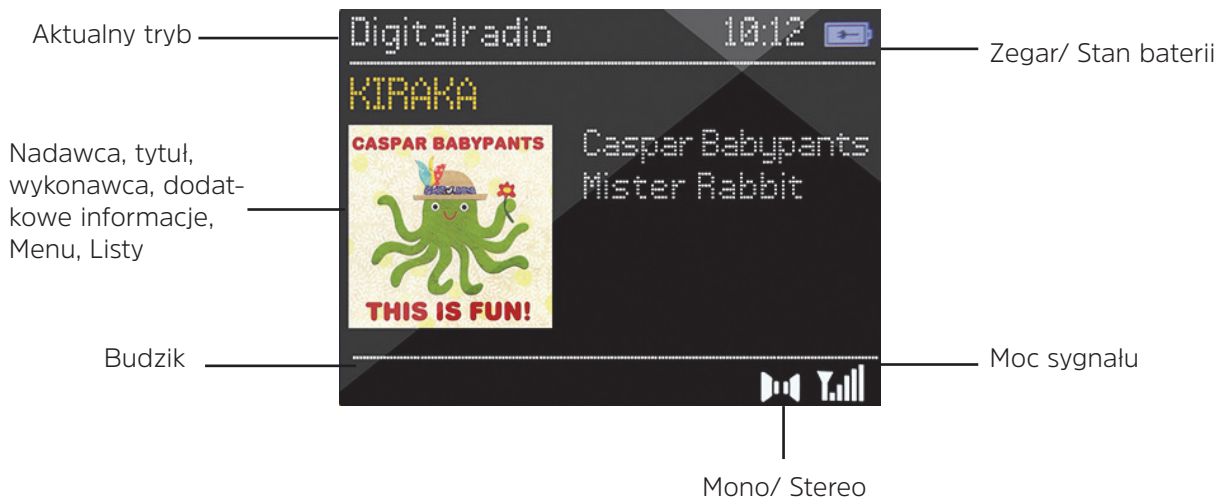 Aktualny tryb
Digitalradio 10:12
Zegar/ Stan baterii
KIRAKA
Nadawca, tytuł,
wykonawca, dodat-
kowe informacje,
Menu, Listy
CASPAR BABYPANTS
THIS IS FUN!
Caspar Babypants
Mister Rabbit
Budzik
Moc sygnału
Mono/ Stereo